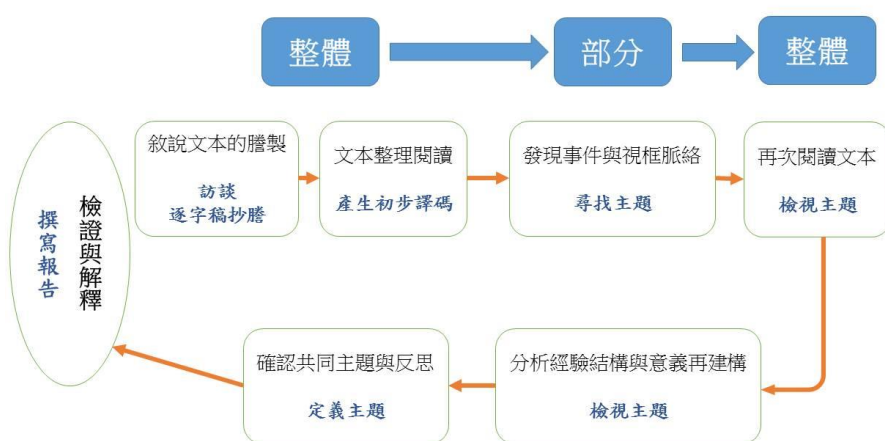 整體
部分
整體
敘說文本的謄製
訪談
逐字稿抄謄
文本整理閱讀
產生初步譯碼
發現事件與視框脈絡
尋找主題
再次閱讀文本
檢視主題
分析經驗結構與意義再建構
檢視主題
確認共同主題與反思
定義主題
檢證與解釋
撰寫報告